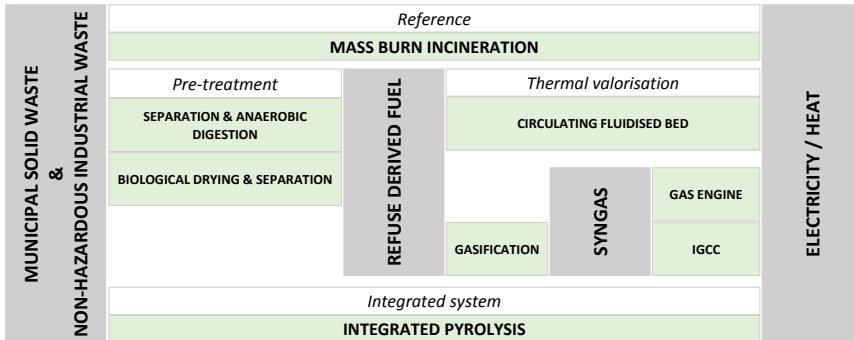 MUNICIPAL SOLID WASTE
&
NON-HAZARDOUS INDUSTRIAL WASTE
Reference
MASS BURN INCINERATION
Pre-treatment
SEPARATION & ANAEROBIC
DIGESTION
BIOLOGICAL DRYING & SEPARATION
REFUSE DERIVED FUEL
Thermal valorisation
CIRCULATING FLUIDISED BED
GASIFICATION
SYNGAS
GAS ENGINE
IGCC
Integrated system
INTEGRATED PYROLYSIS
ELECTRICITY / HEAT